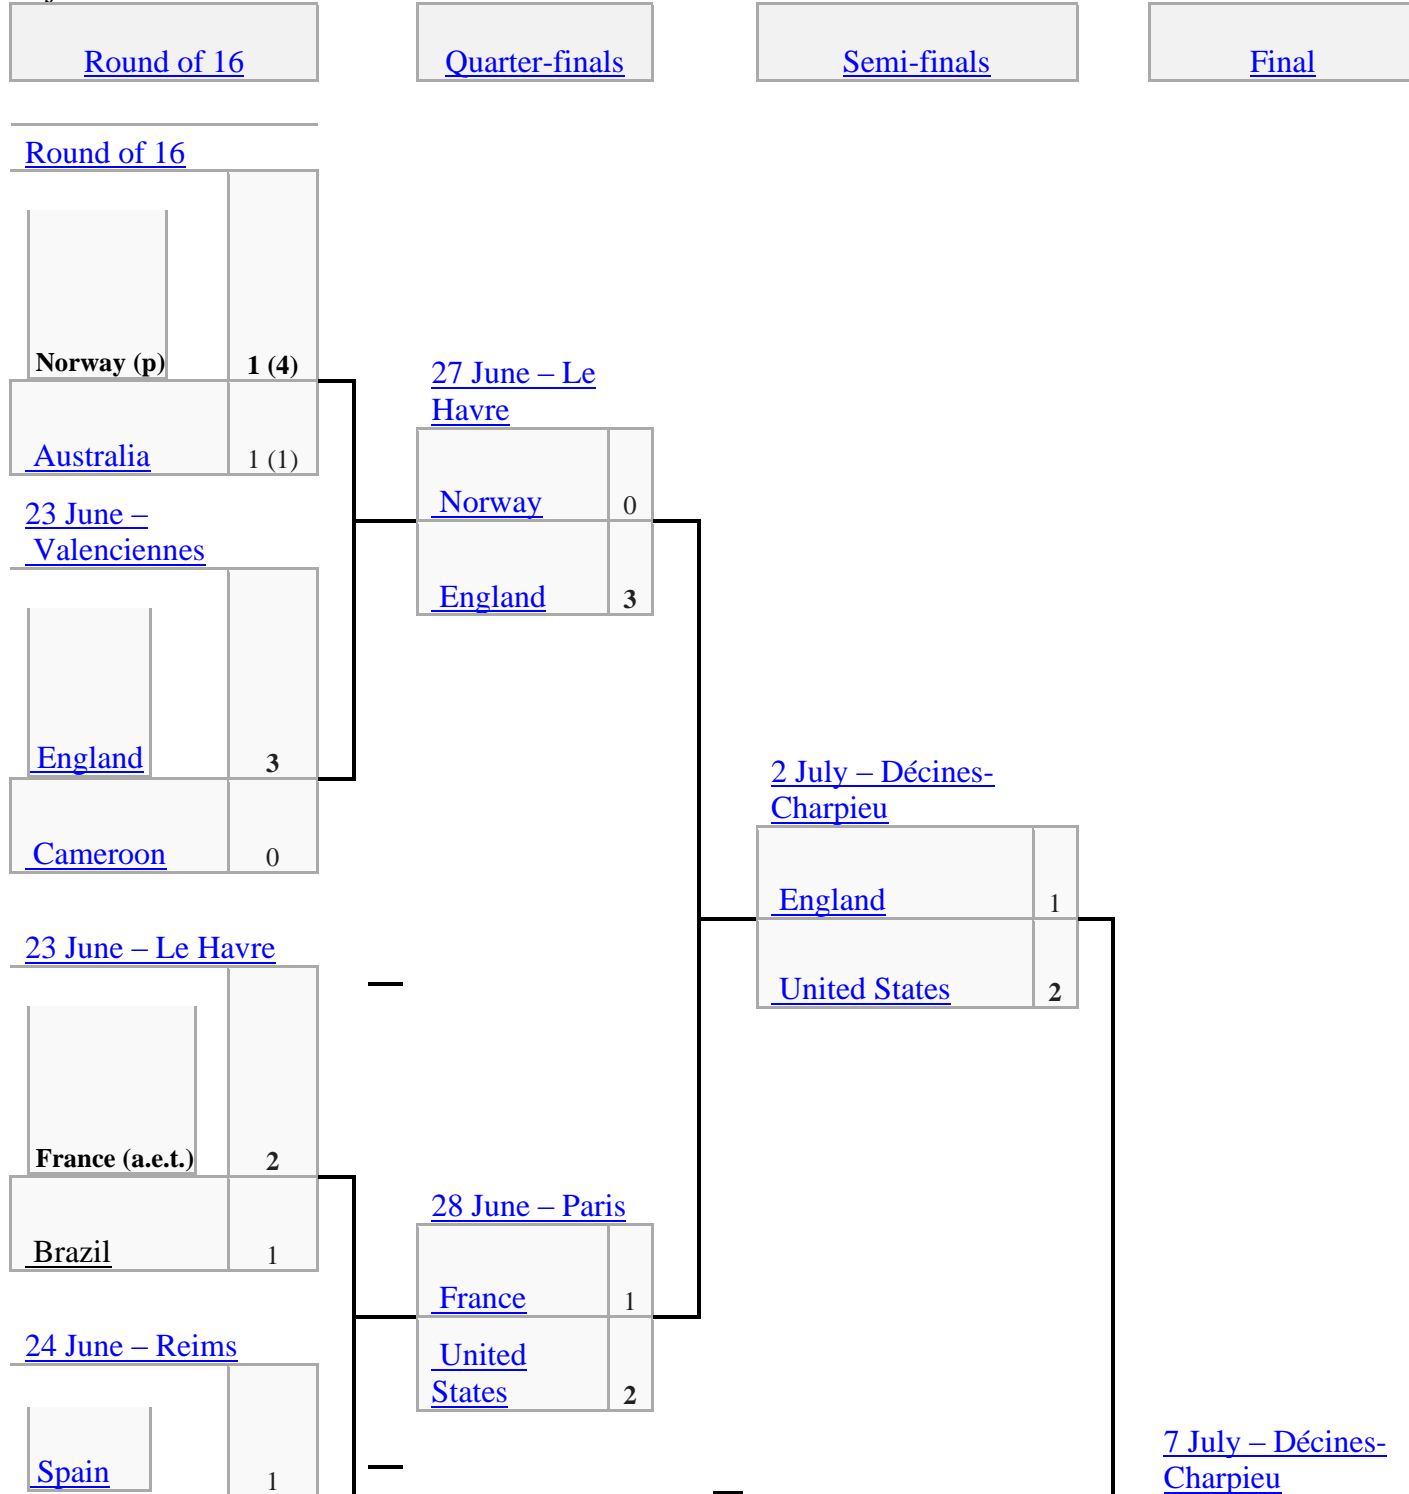 Round of 16
Quarter-finals
Semi-finals
Final
Round of 16
Norway (p) 1 (4)
Australia 1 (1)
23 June –
Valenciennes
England 3
Cameroon 0
23 June – Le Havre
France (a.e.t.) 2
Brazil 1
24 June – Reims
Spain 1
27 June – Le
Havre
Norway 0
England 3
28 June – Paris
France 1
United
States 2
2 July – Décines-
Charpieu
England 1
United States 2
7 July – Décines-
Charpieu